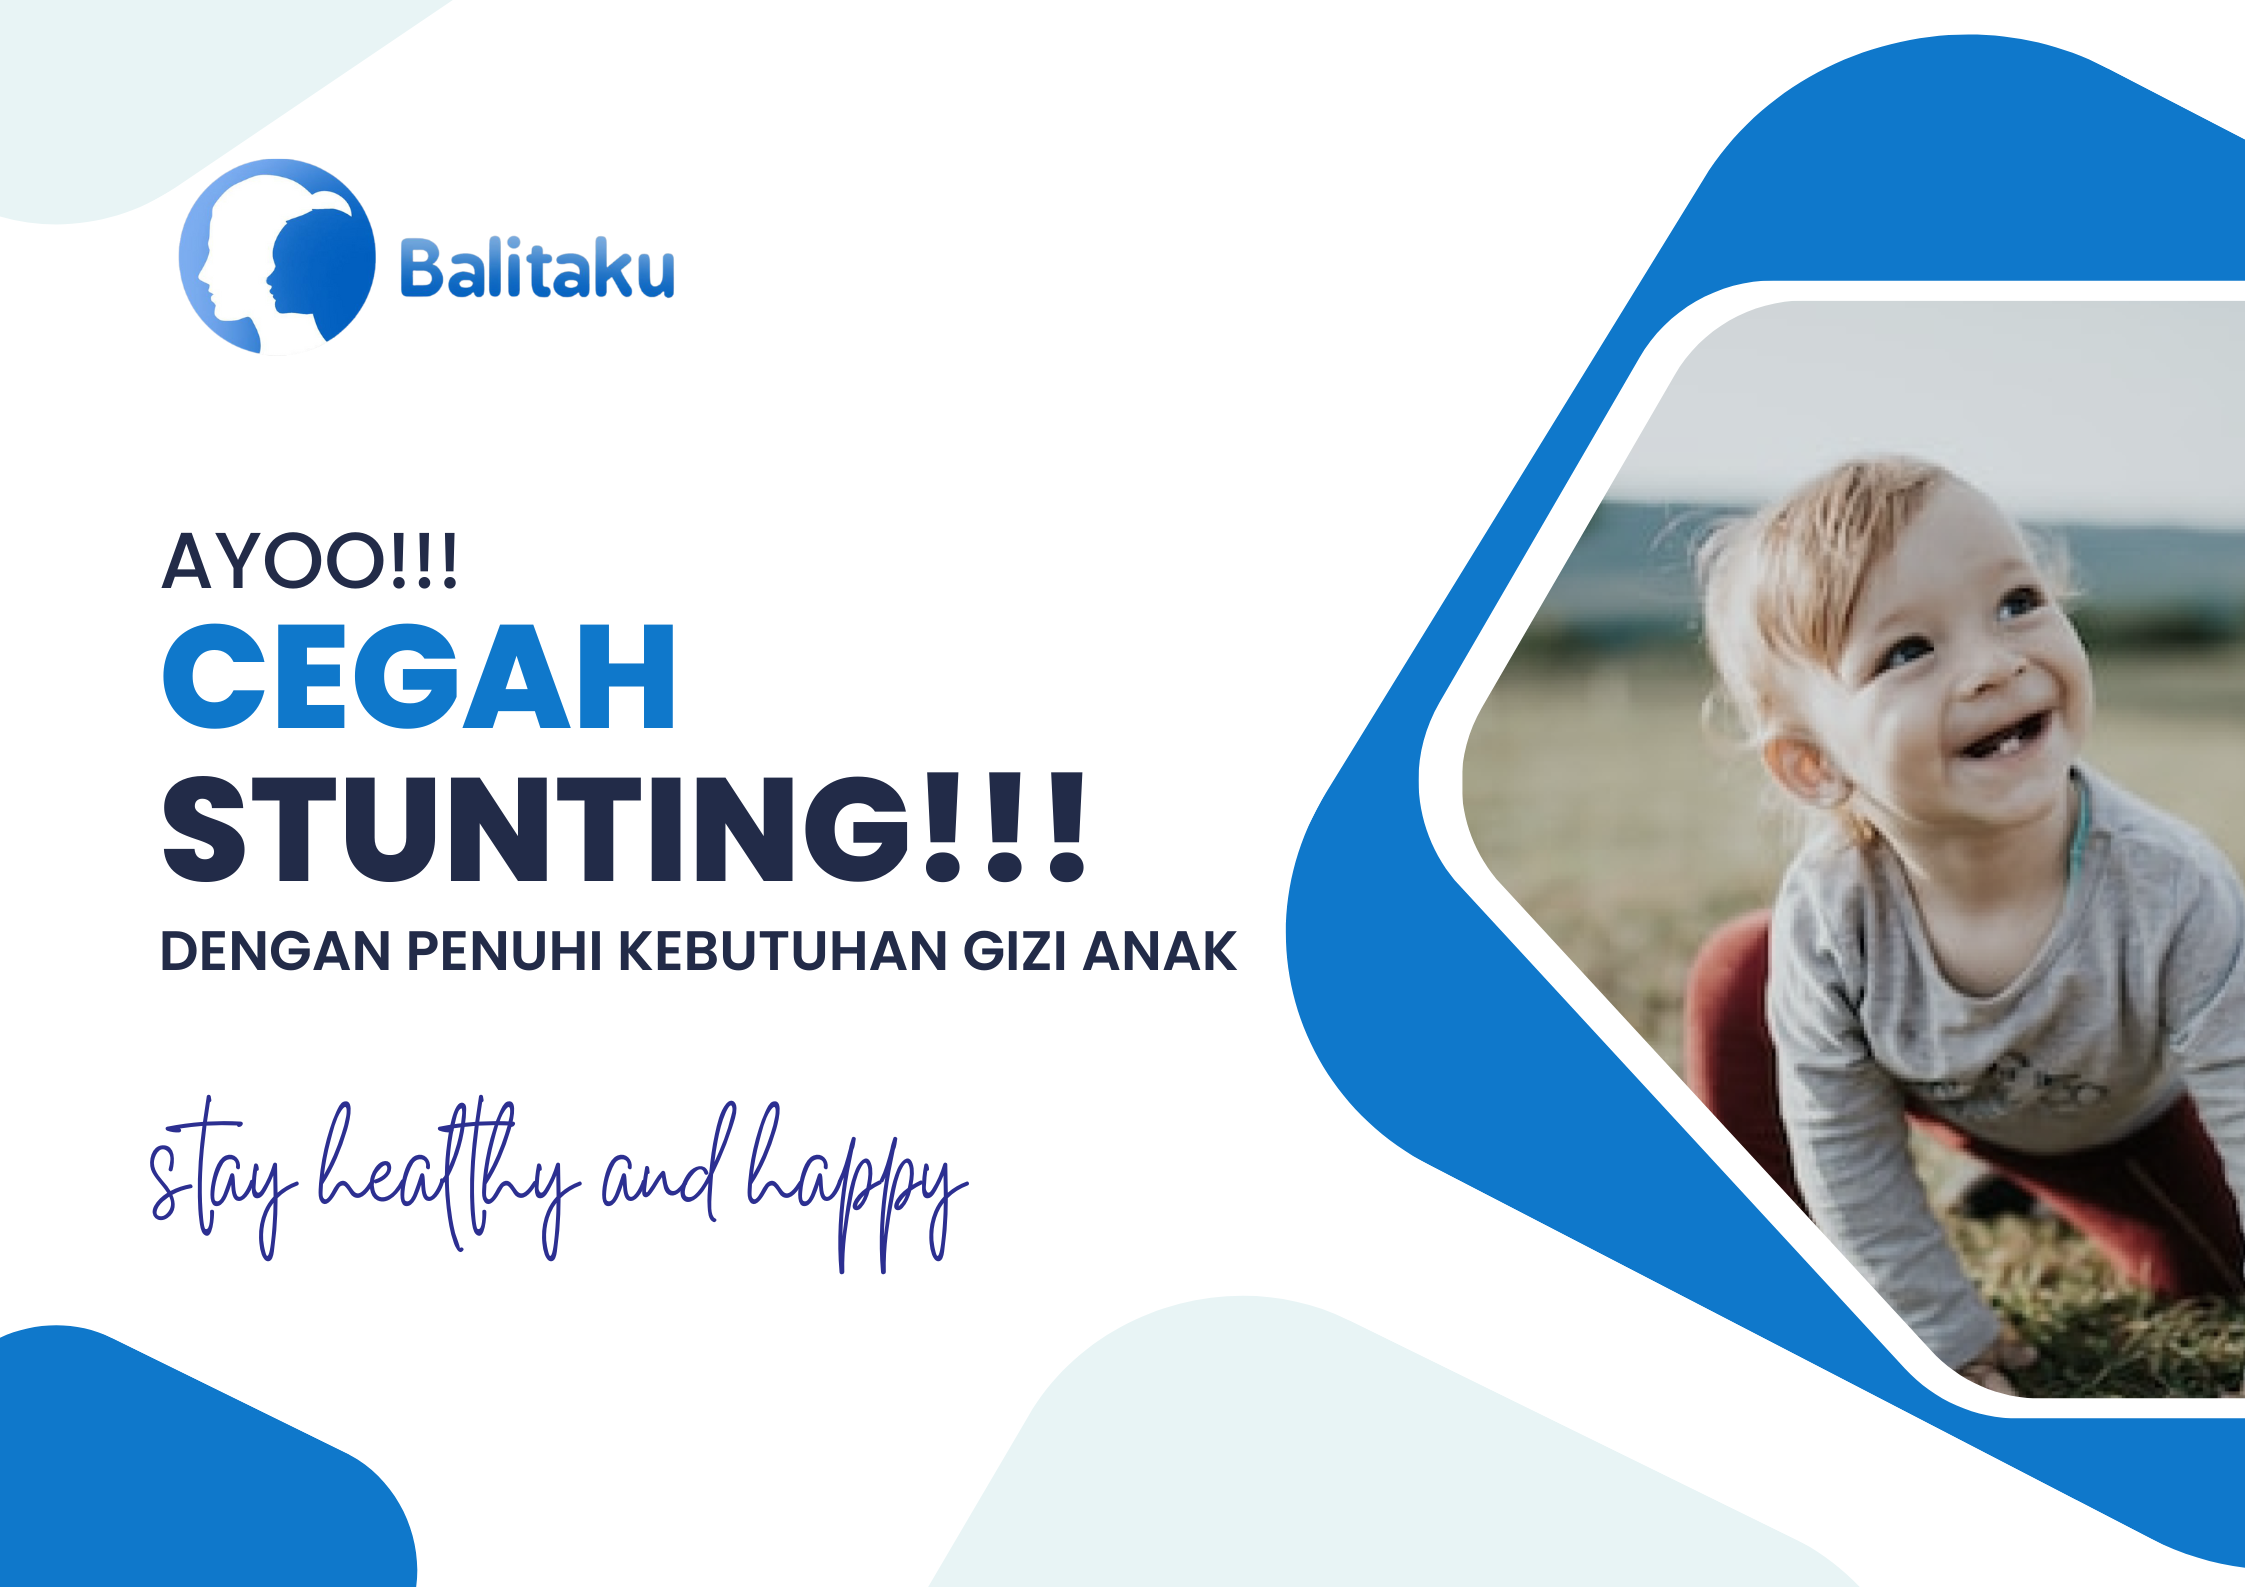 Balitaku
AYOO!!!
CEGAH
STUNTING!!!
DENGAN PENUHI KEBUTUHAN GIZI ANAK
stay healthy and happy